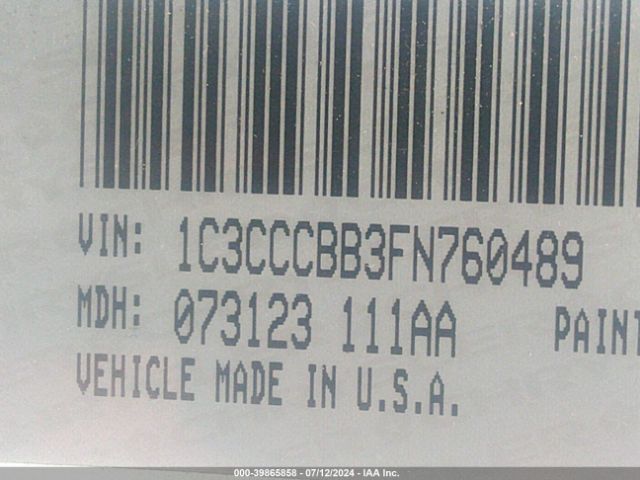 VIN: 1C3CCCBB3FN760489
MDH: 073123 111AA PAINT
VEHICLE MADE IN U.S.A.
000-39865858 - 07/12/2024 - IAA Inc.